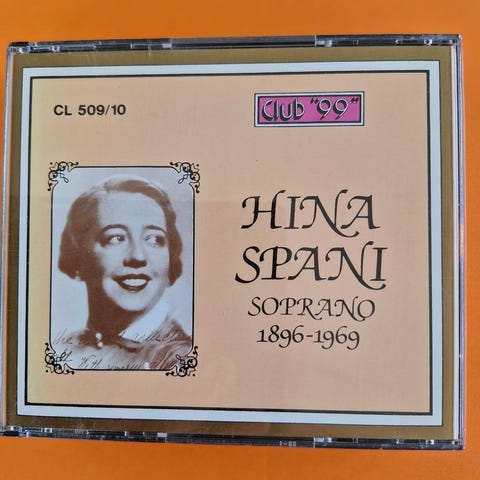 CL 509/10
Club "99"
HINA
SPANI
SOPRANO
1896-1969